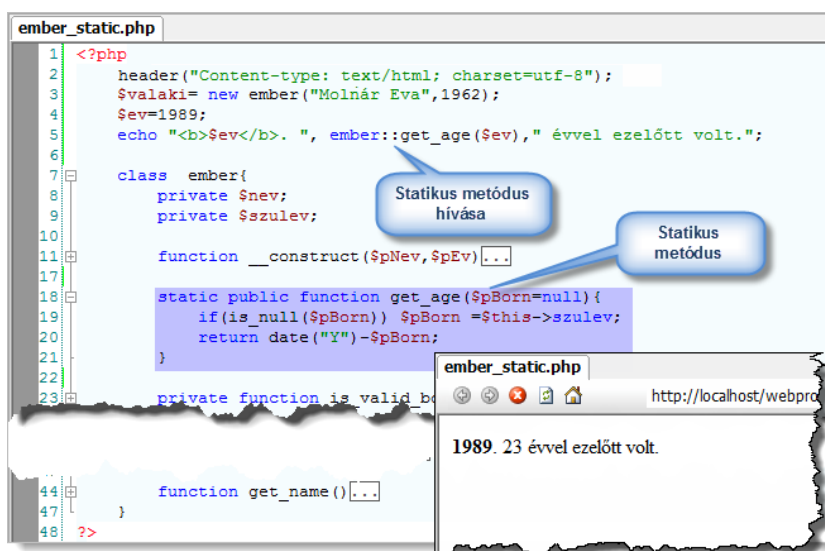 ember_static.php
1 <?php
2 header("Content-type: text/html; charset=utf-8");
3 $valaki= new ember("Molnár Éva",1962);
4 $ev=1989;
5 echo "<b>$ev</b>. ", ember::get_age($ev)," évvel ezelőtt volt.";
6
7 class ember{
8 private $nev;
9 private $szulev;
10
11 function __construct($pNev,$pEv)...
17
18 static public function get_age($pBorn=null){
19 if(is_null($pBorn)) $pBorn =$this->szulev;
20 return date("Y")-$pBorn;
21 }
22
23 private function
44 function get_name()...
47 }
48 ?>
Statikus metódus
hívása
Statikus
metódus
ember_static.php
http://localhost/webpro
1989. 23 évvel ezelőtt volt.